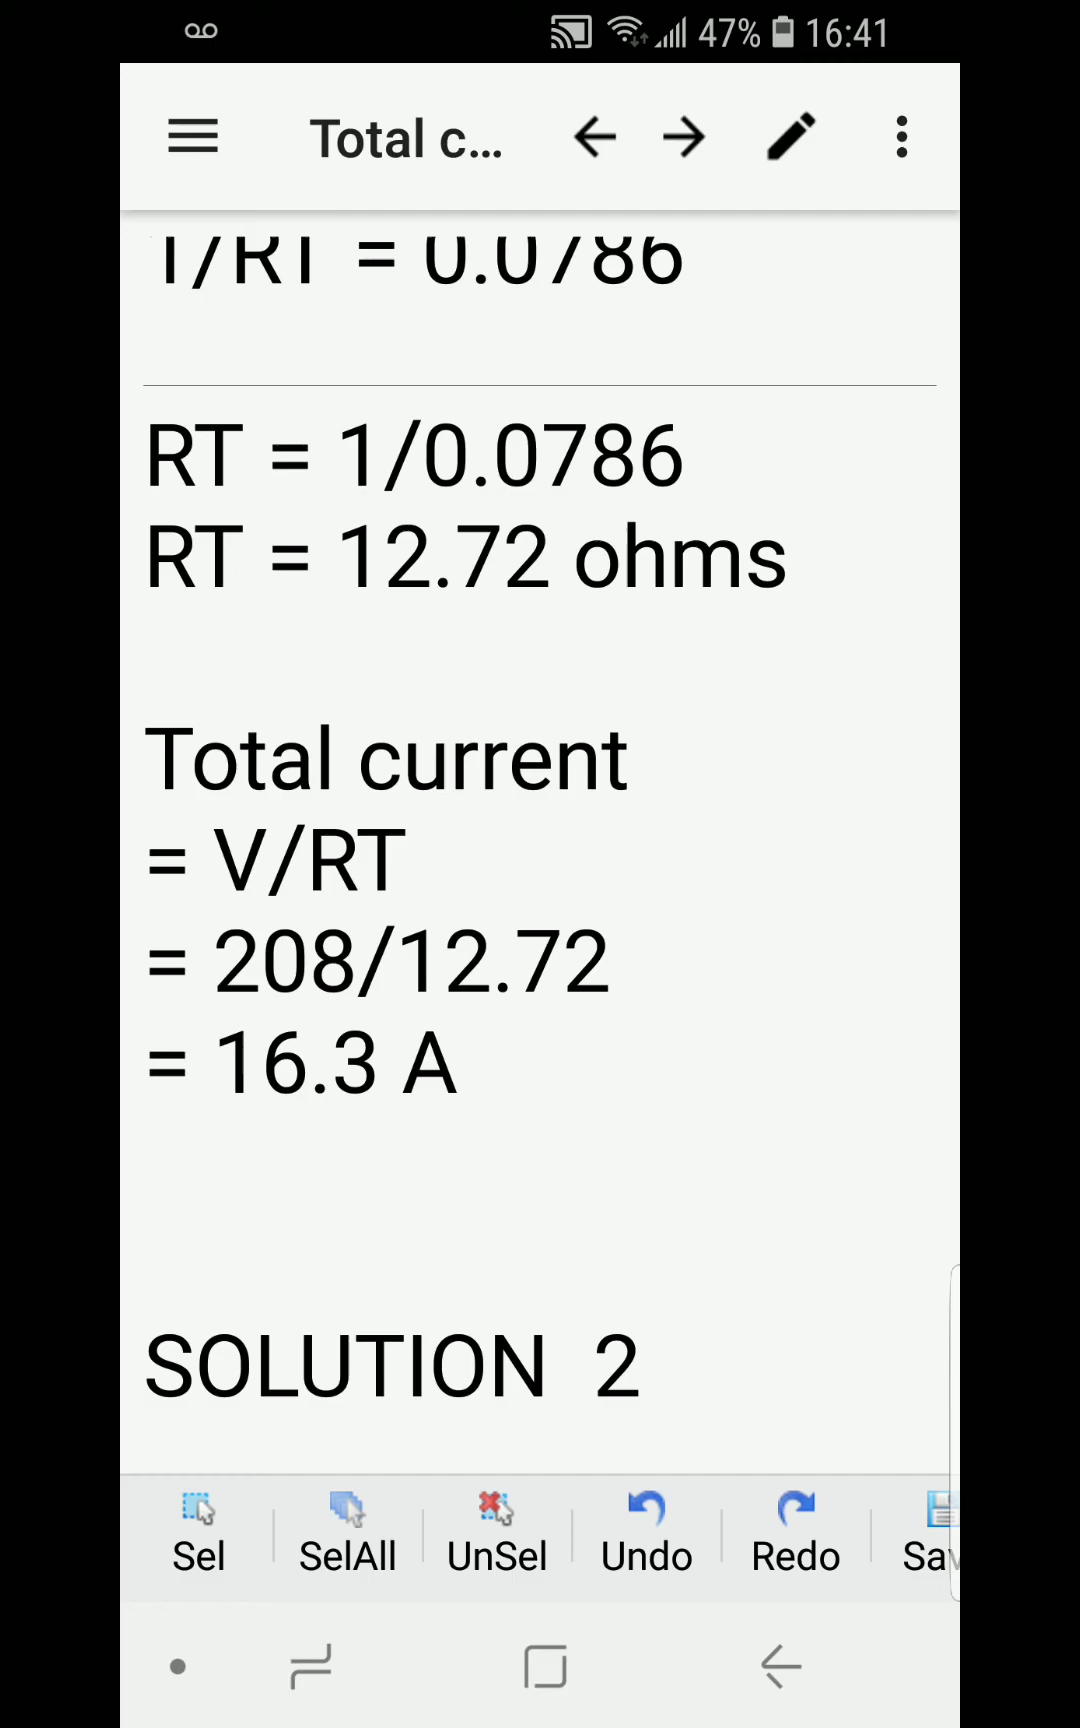 47% 16:41
Total c...
1/RT = 0.0786
RT = 1/0.0786
RT = 12.72 ohms
Total current
= V/RT
= 208/12.72
= 16.3 A
SOLUTION 2
Sel SelAll UnSel Undo Redo Sav